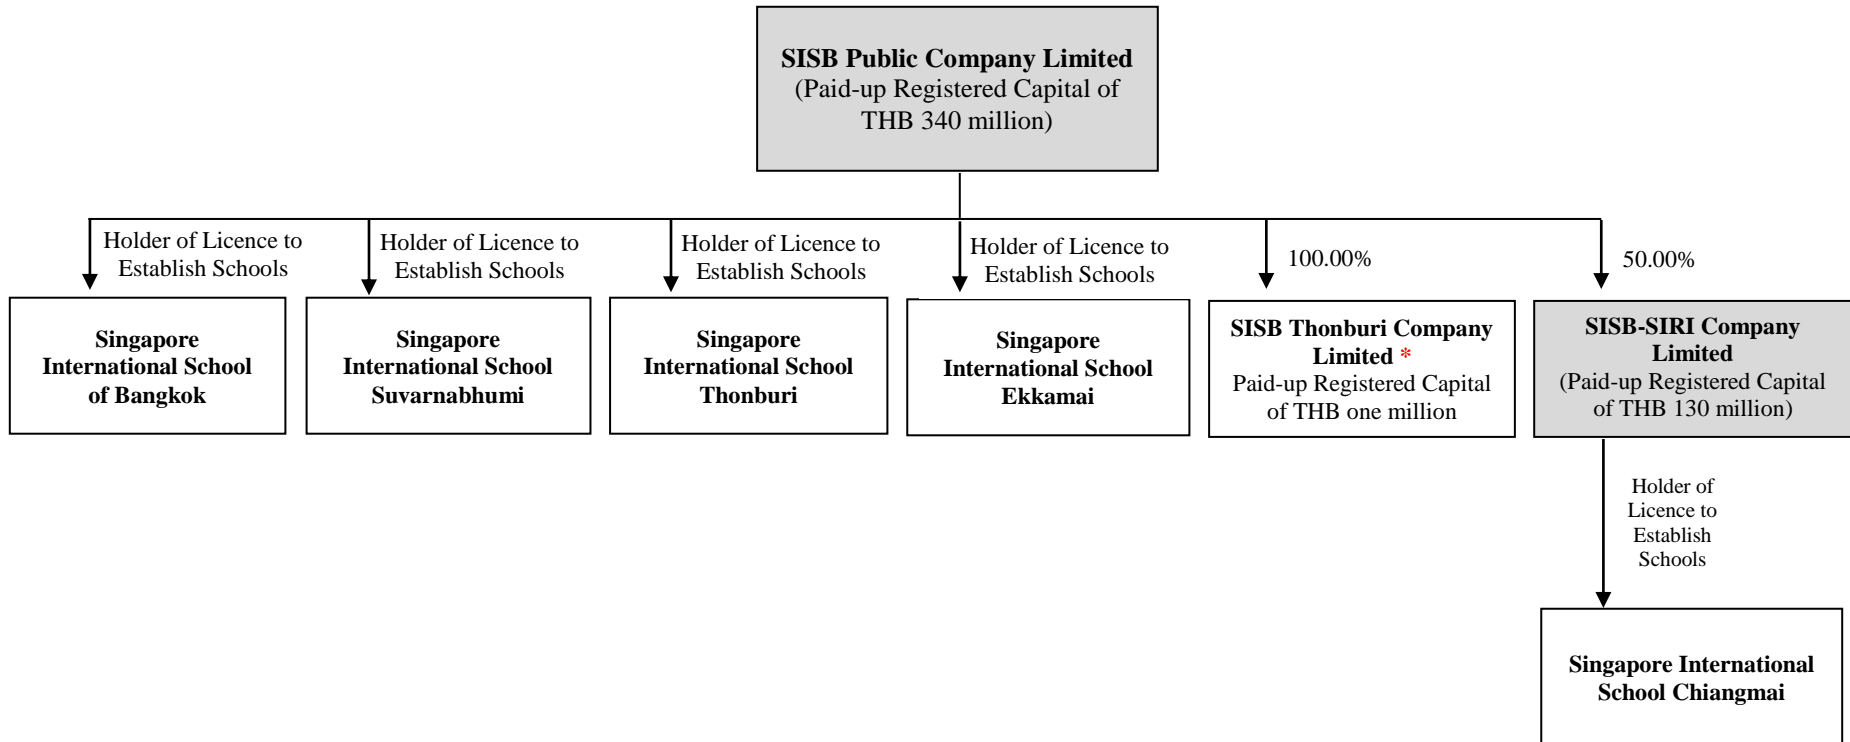 SISB Public Company Limited
(Paid-up Registered Capital of
THB 340 million)
Holder of Licence to
Establish Schools
Holder of Licence to
Establish Schools
Holder of Licence to
Establish Schools
Holder of Licence to
Establish Schools
100.00%
50.00%
Singapore
International School
of Bangkok
Singapore
International School
Suvarnabhumi
Singapore
International School
Thonburi
Singapore
International School
Ekkamai
SISB Thonburi Company
Limited *
Paid-up Registered Capital
of THB one million
SISB-SIRI Company
Limited
(Paid-up Registered Capital
of THB 130 million)
Holder of
Licence to
Establish
Schools
Singapore International
School Chiangmai